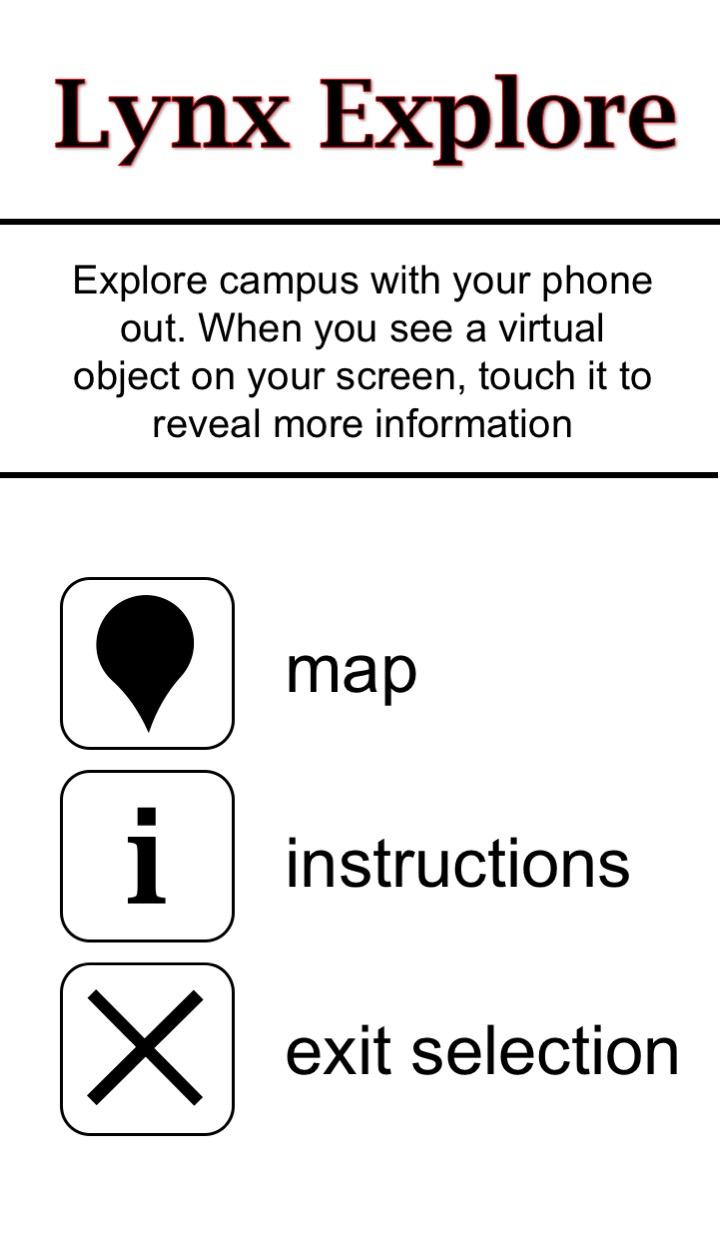 Lynx Explore
Explore campus with your phone
out. When you see a virtual
object on your screen, touch it to
reveal more information
map
i
instructions
exit selection